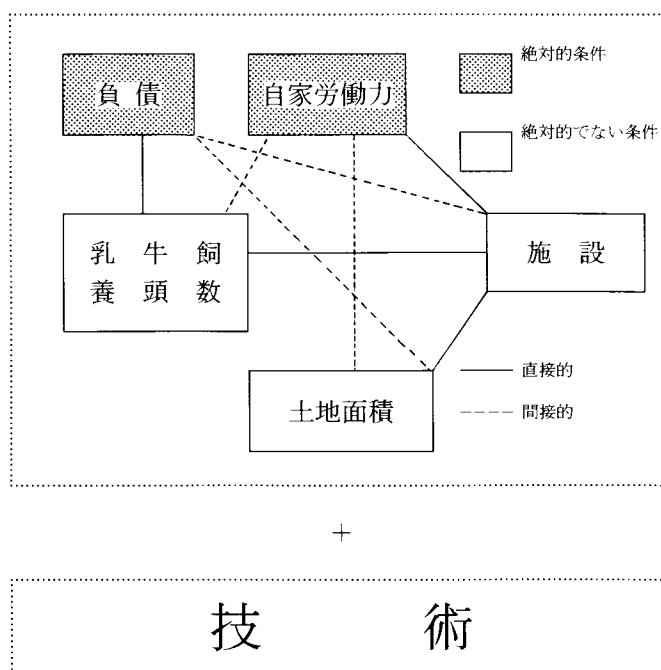 負債
自家労働力
絶対的条件
絶対的でない条件
乳牛飼
養頭数
施設
土地面積
直接的
間接的
+
技術